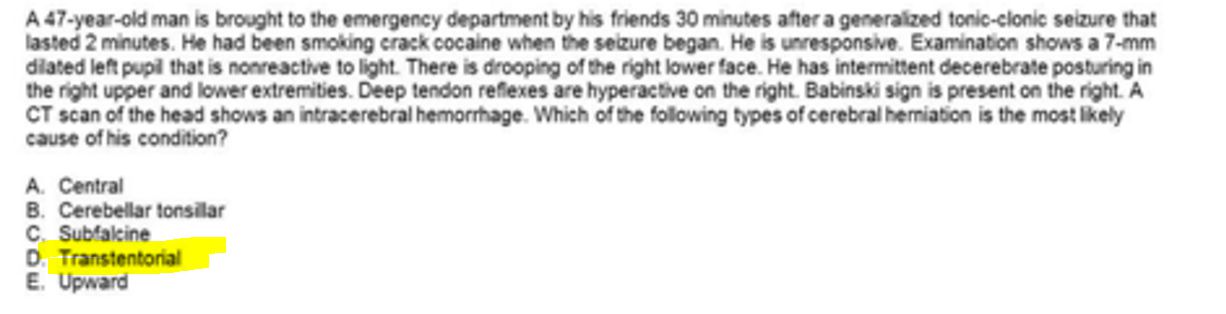 A 47-year-old man is brought to the emergency department by his friends 30 minutes after a generalized tonic-clonic seizure that
lasted 2 minutes. He had been smoking crack cocaine when the seizure began. He is unresponsive. Examination shows a 7-mm
dilated left pupil that is nonreactive to light. There is drooping of the right lower face. He has intermittent decerebrate posturing in
the right upper and lower extremities. Deep tendon reflexes are hyperactive on the right. Babinski sign is present on the right. A
CT scan of the head shows an intracerebral hemorrhage. Which of the following types of cerebral herniation is the most likely
cause of his condition?
A. Central
B. Cerebellar tonsillar
C. Subfalcine
D. Transtentorial
E. Upward